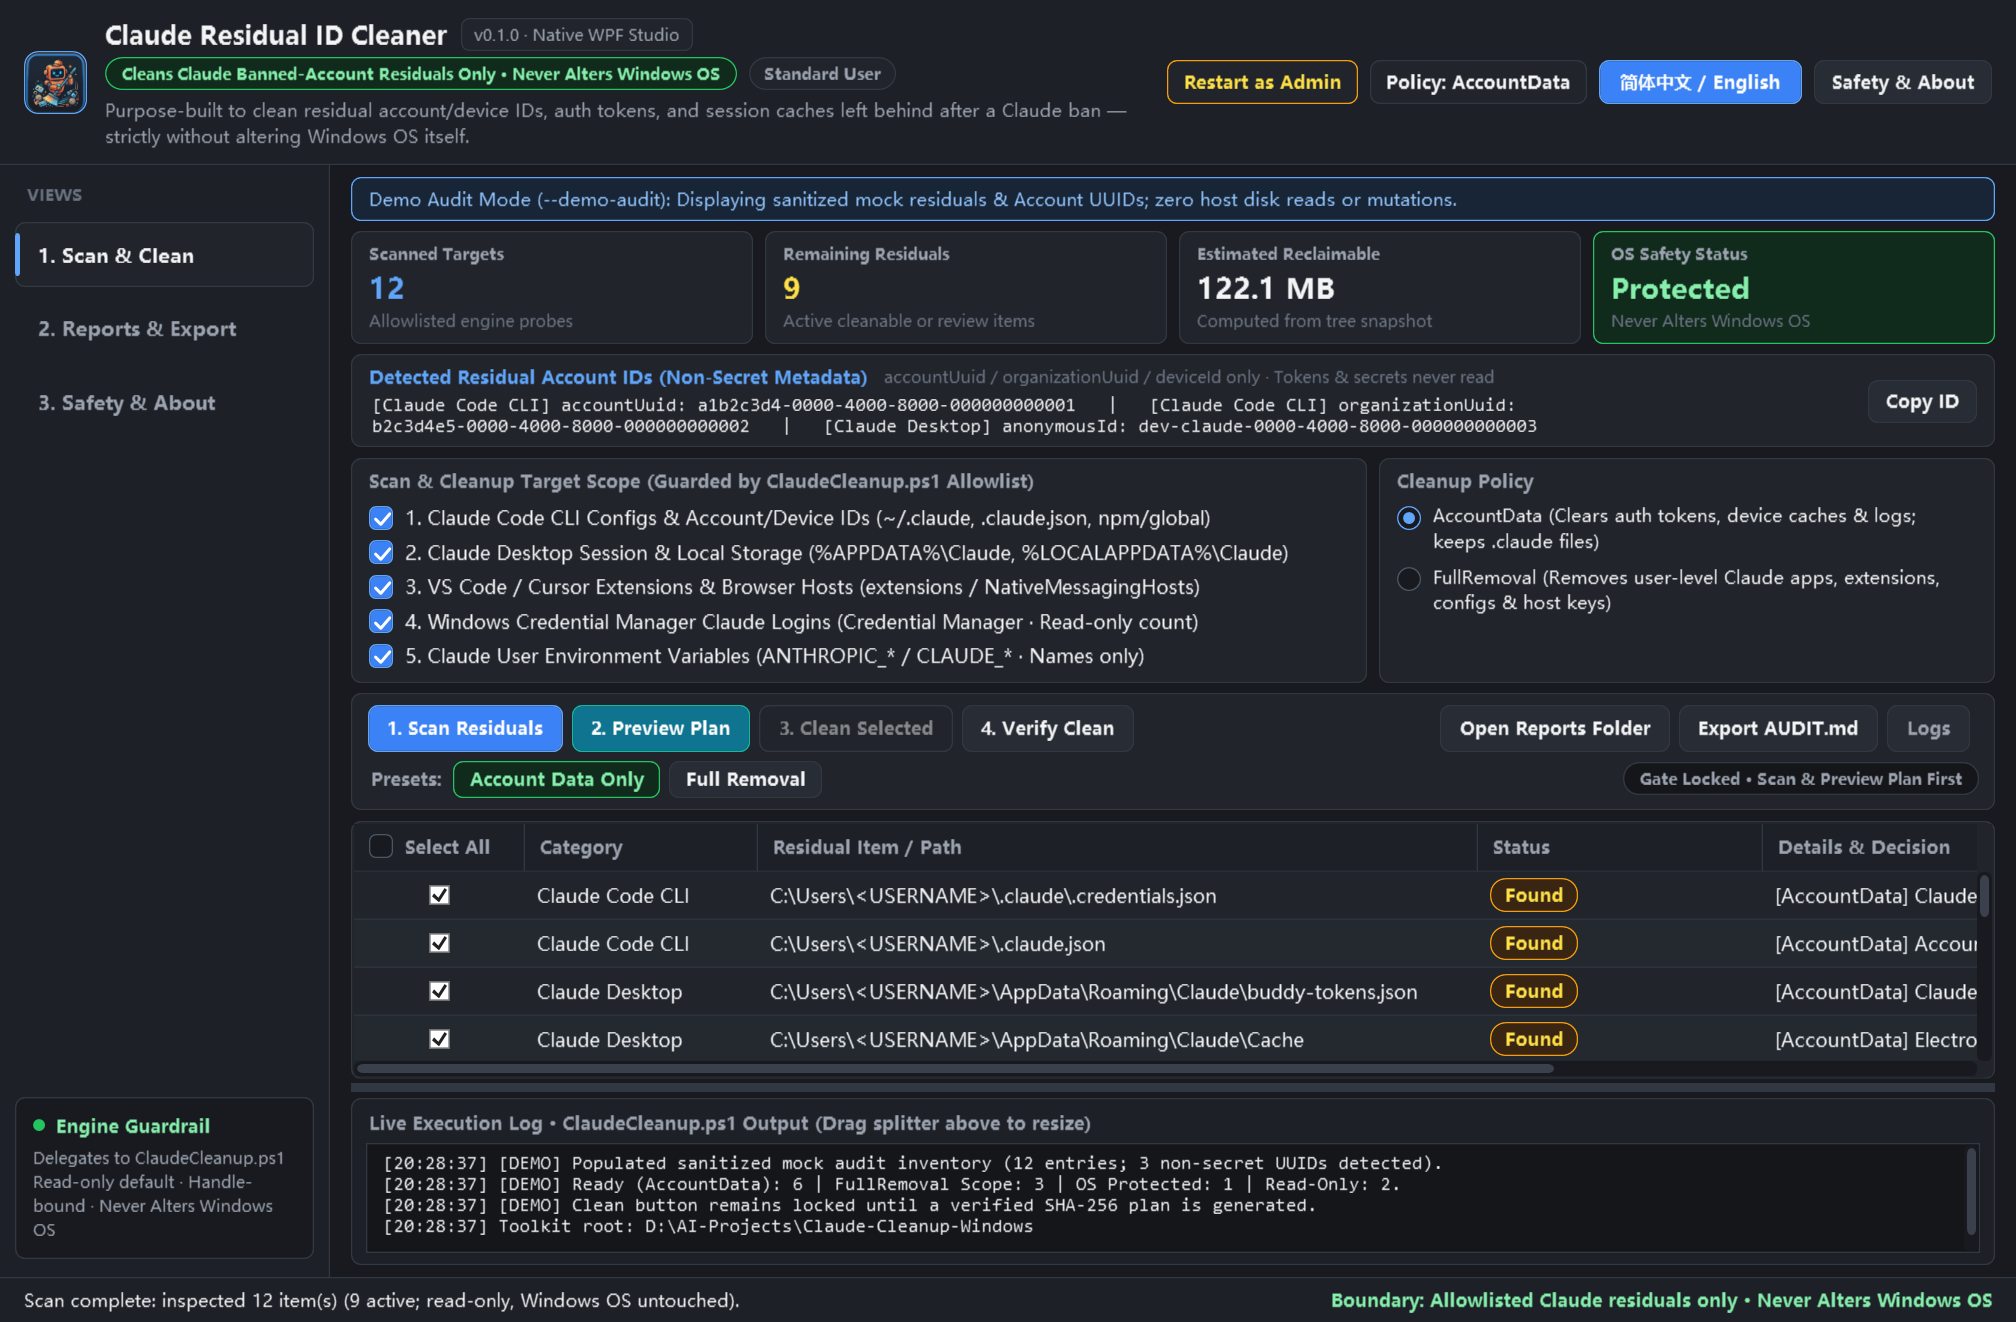 Claude Residual ID Cleaner
v0.1.0 · Native WPF Studio
Cleans Claude Banned-Account Residuals Only • Never Alters Windows OS
Standard User
Purpose-built to clean residual account/device IDs, auth tokens, and session caches left behind after a Claude ban —
strictly without altering Windows OS itself.
Restart as Admin
Policy: AccountData
简体中文 / English
Safety & About
VIEWS
1. Scan & Clean
2. Reports & Export
3. Safety & About
Demo Audit Mode (--demo-audit): Displaying sanitized mock residuals & Account UUIDs; zero host disk reads or mutations.
Scanned Targets
12
Allowlisted engine probes
Remaining Residuals
9
Active cleanable or review items
Estimated Reclaimable
122.1 MB
Computed from tree snapshot
OS Safety Status
Protected
Never Alters Windows OS
Detected Residual Account IDs (Non-Secret Metadata)
accountUuid / organizationUuid / deviceId only · Tokens & secrets never read
[Claude Code CLI] accountUuid: a1b2c3d4-0000-4000-8000-000000000001 | [Claude Code CLI] organizationUuid:
b2c3d4e5-0000-4000-8000-000000000002 | [Claude Desktop] anonymousId: dev-claude-0000-4000-8000-000000000003
Copy ID
Scan & Cleanup Target Scope (Guarded by ClaudeCleanup.ps1 Allowlist)
1. Claude Code CLI Configs & Account/Device IDs (~/.claude, .claude.json, npm/global)
2. Claude Desktop Session & Local Storage (%APPDATA%\Claude, %LOCALAPPDATA%\Claude)
3. VS Code / Cursor Extensions & Browser Hosts (extensions / NativeMessagingHosts)
4. Windows Credential Manager Claude Logins (Credential Manager · Read-only count)
5. Claude User Environment Variables (ANTHROPIC_* / CLAUDE_* · Names only)
Cleanup Policy
AccountData (Clears auth tokens, device caches & logs;
keeps .claude files)
FullRemoval (Removes user-level Claude apps, extensions,
configs & host keys)
1. Scan Residuals
2. Preview Plan
3. Clean Selected
4. Verify Clean
Open Reports Folder
Export AUDIT.md
Logs
Presets:
Account Data Only
Full Removal
Gate Locked • Scan & Preview Plan First
Select All
Category
Residual Item / Path
Status
Details & Decision
Claude Code CLI
C:\Users\<USERNAME>\.claude\.credentials.json
Found
[AccountData] Claude
Claude Code CLI
C:\Users\<USERNAME>\.claude.json
Found
[AccountData] Accour
Claude Desktop
C:\Users\<USERNAME>\AppData\Roaming\Claude\buddy-tokens.json
Found
[AccountData] Claude
Claude Desktop
C:\Users\<USERNAME>\AppData\Roaming\Claude\Cache
Found
[AccountData] Electro
Engine Guardrail
Delegates to ClaudeCleanup.ps1
Read-only default · Handle-
bound · Never Alters Windows
OS
Live Execution Log • ClaudeCleanup.ps1 Output (Drag splitter above to resize)
[20:28:37] [DEMO] Populated sanitized mock audit inventory (12 entries; 3 non-secret UUIDs detected).
[20:28:37] [DEMO] Ready (AccountData): 6 | FullRemoval Scope: 3 | OS Protected: 1 | Read-Only: 2.
[20:28:37] [DEMO] Clean button remains locked until a verified SHA-256 plan is generated.
[20:28:37] Toolkit root: D:\AI-Projects\Claude-Cleanup-Windows
Scan complete: inspected 12 item(s) (9 active; read-only, Windows OS untouched).
Boundary: Allowlisted Claude residuals only • Never Alters Windows OS